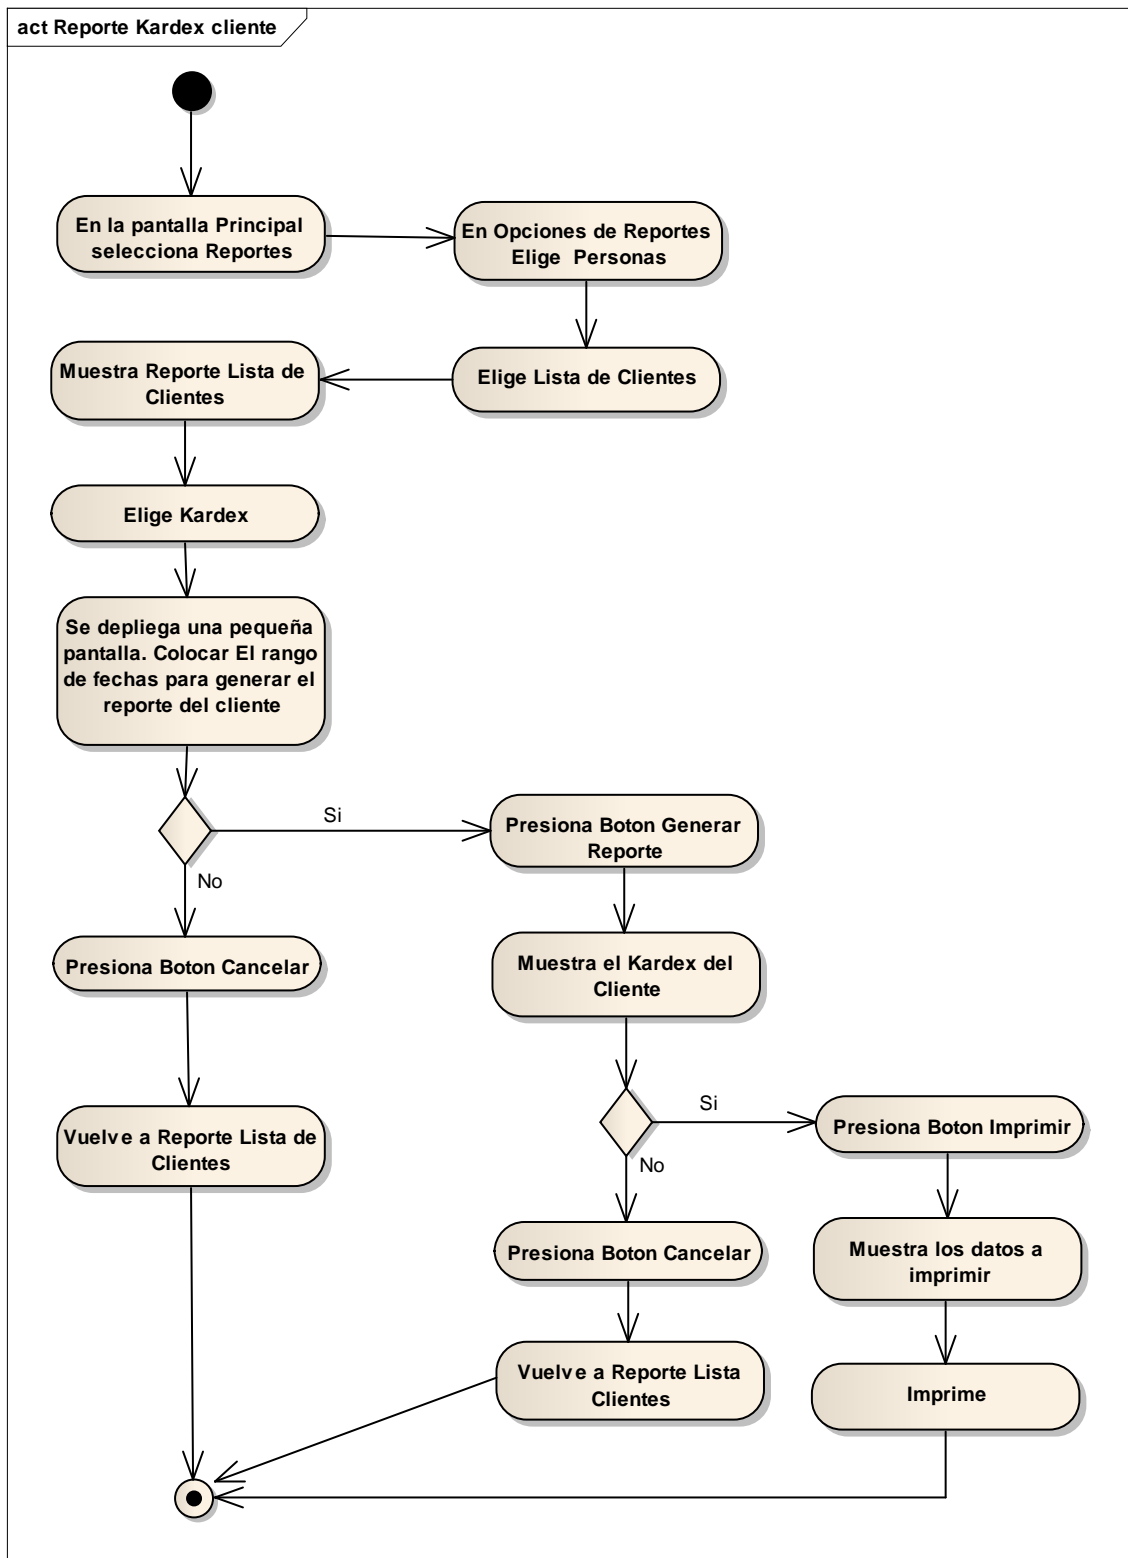 act Reporte Kardex cliente
En la pantalla Principal
selecciona Reportes
En Opciones de Reportes
Elige Personas
Elige Lista de Clientes
Muestra Reporte Lista de
Clientes
Elige Kardex
Se depliega una pequeña
pantalla. Colocar El rango
de fechas para generar el
reporte del cliente
Si
No
Presiona Boton Generar
Reporte
Presiona Boton Cancelar
Muestra el Kardex del
Cliente
Vuelve a Reporte Lista de
Clientes
Si
No
Presiona Boton Imprimir
Presiona Boton Cancelar
Muestra los datos a
imprimir
Vuelve a Reporte Lista
Clientes
Imprime